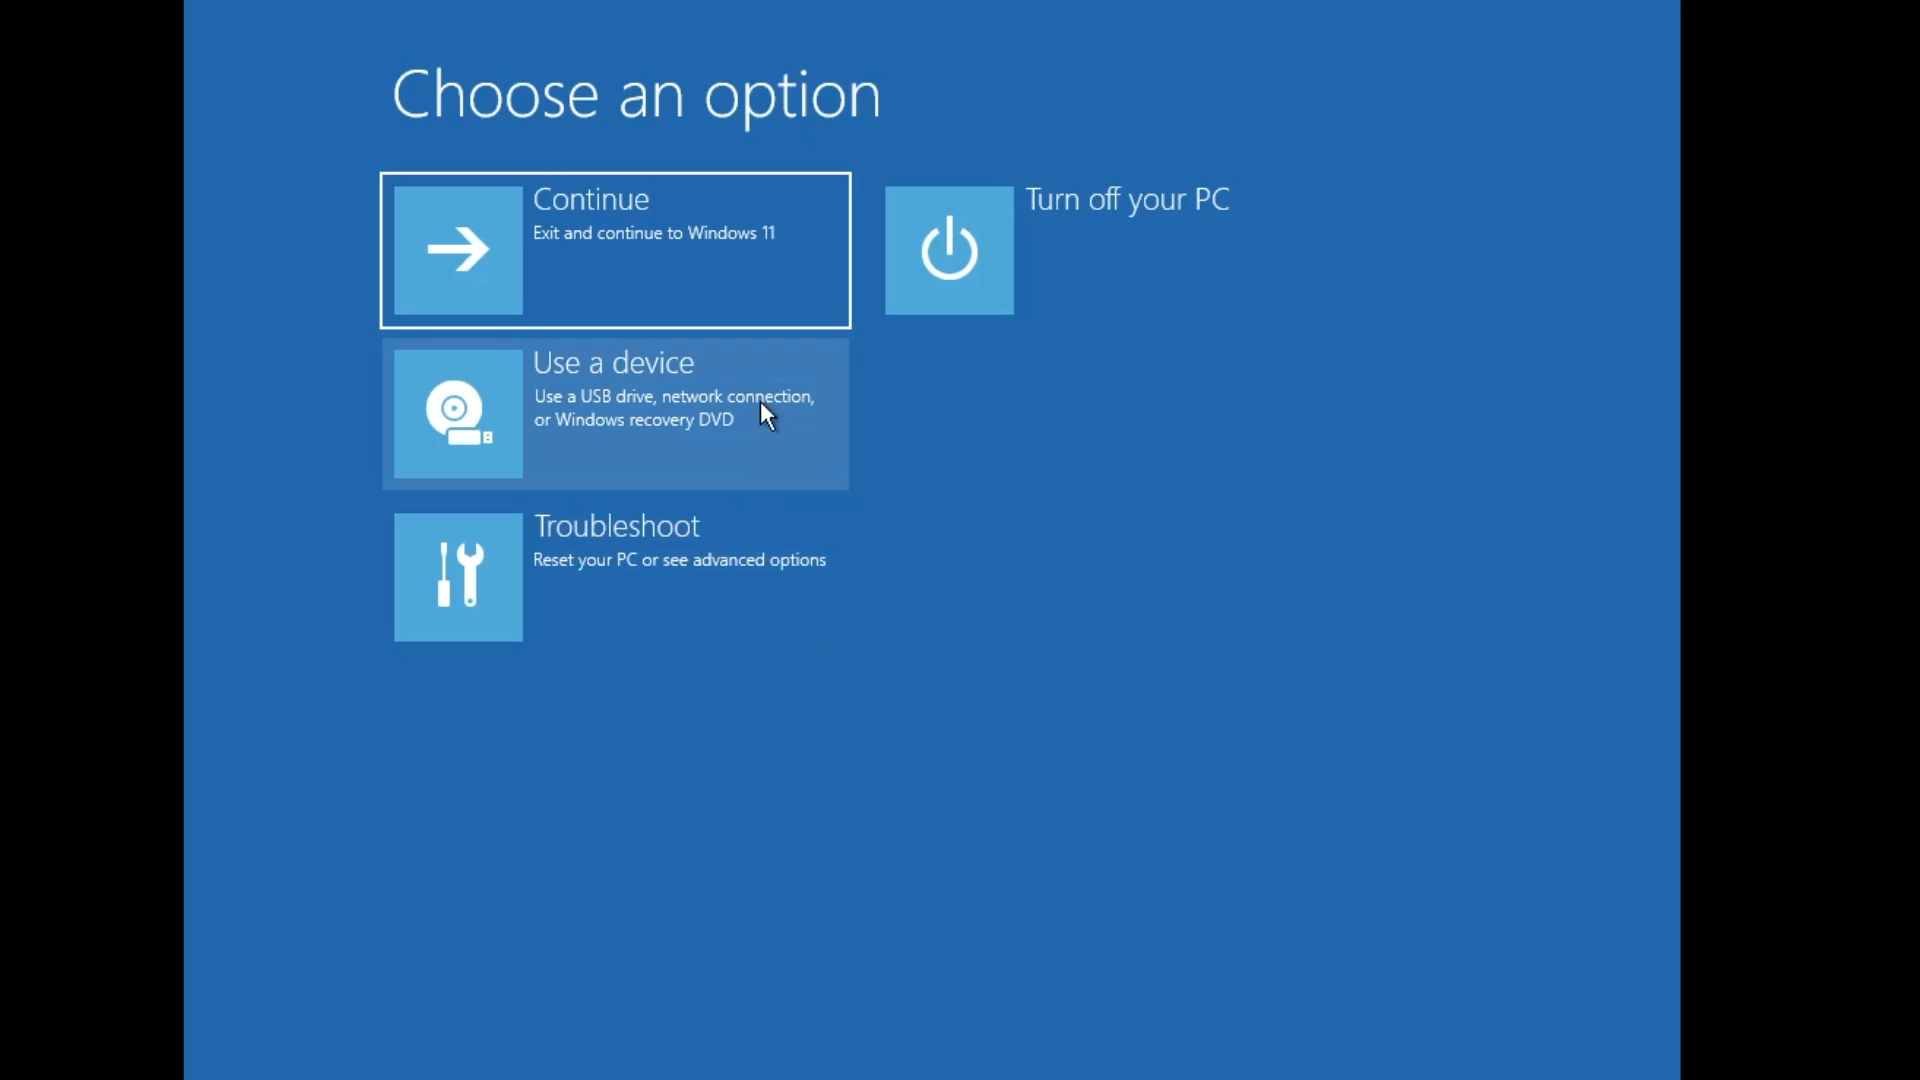 Choose an option
Continue
Exit and continue to Windows 11
Turn off your PC
Use a device
Use a USB drive, network connection,
or Windows recovery DVD
Troubleshoot
Reset your PC or see advanced options